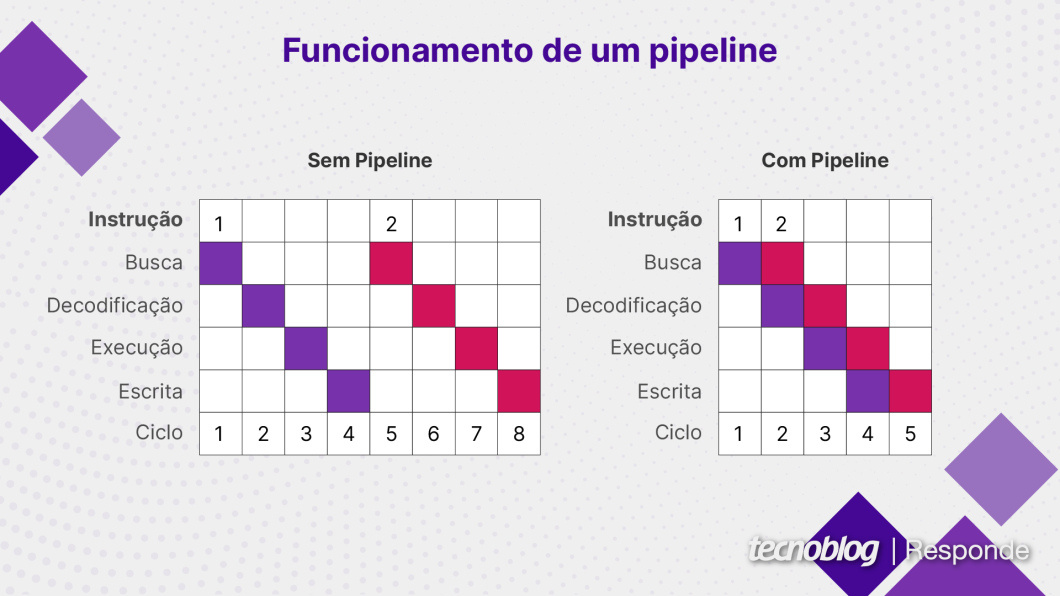 Funcionamento de um pipeline
Sem Pipeline
Instrução 1 2
Busca
Decodificação
Execução
Escrita
Ciclo 1 2 3 4 5 6 7 8
Com Pipeline
Instrução 1 2
Busca
Decodificação
Execução
Escrita
Ciclo 1 2 3 4 5
tecnoblog | Responde